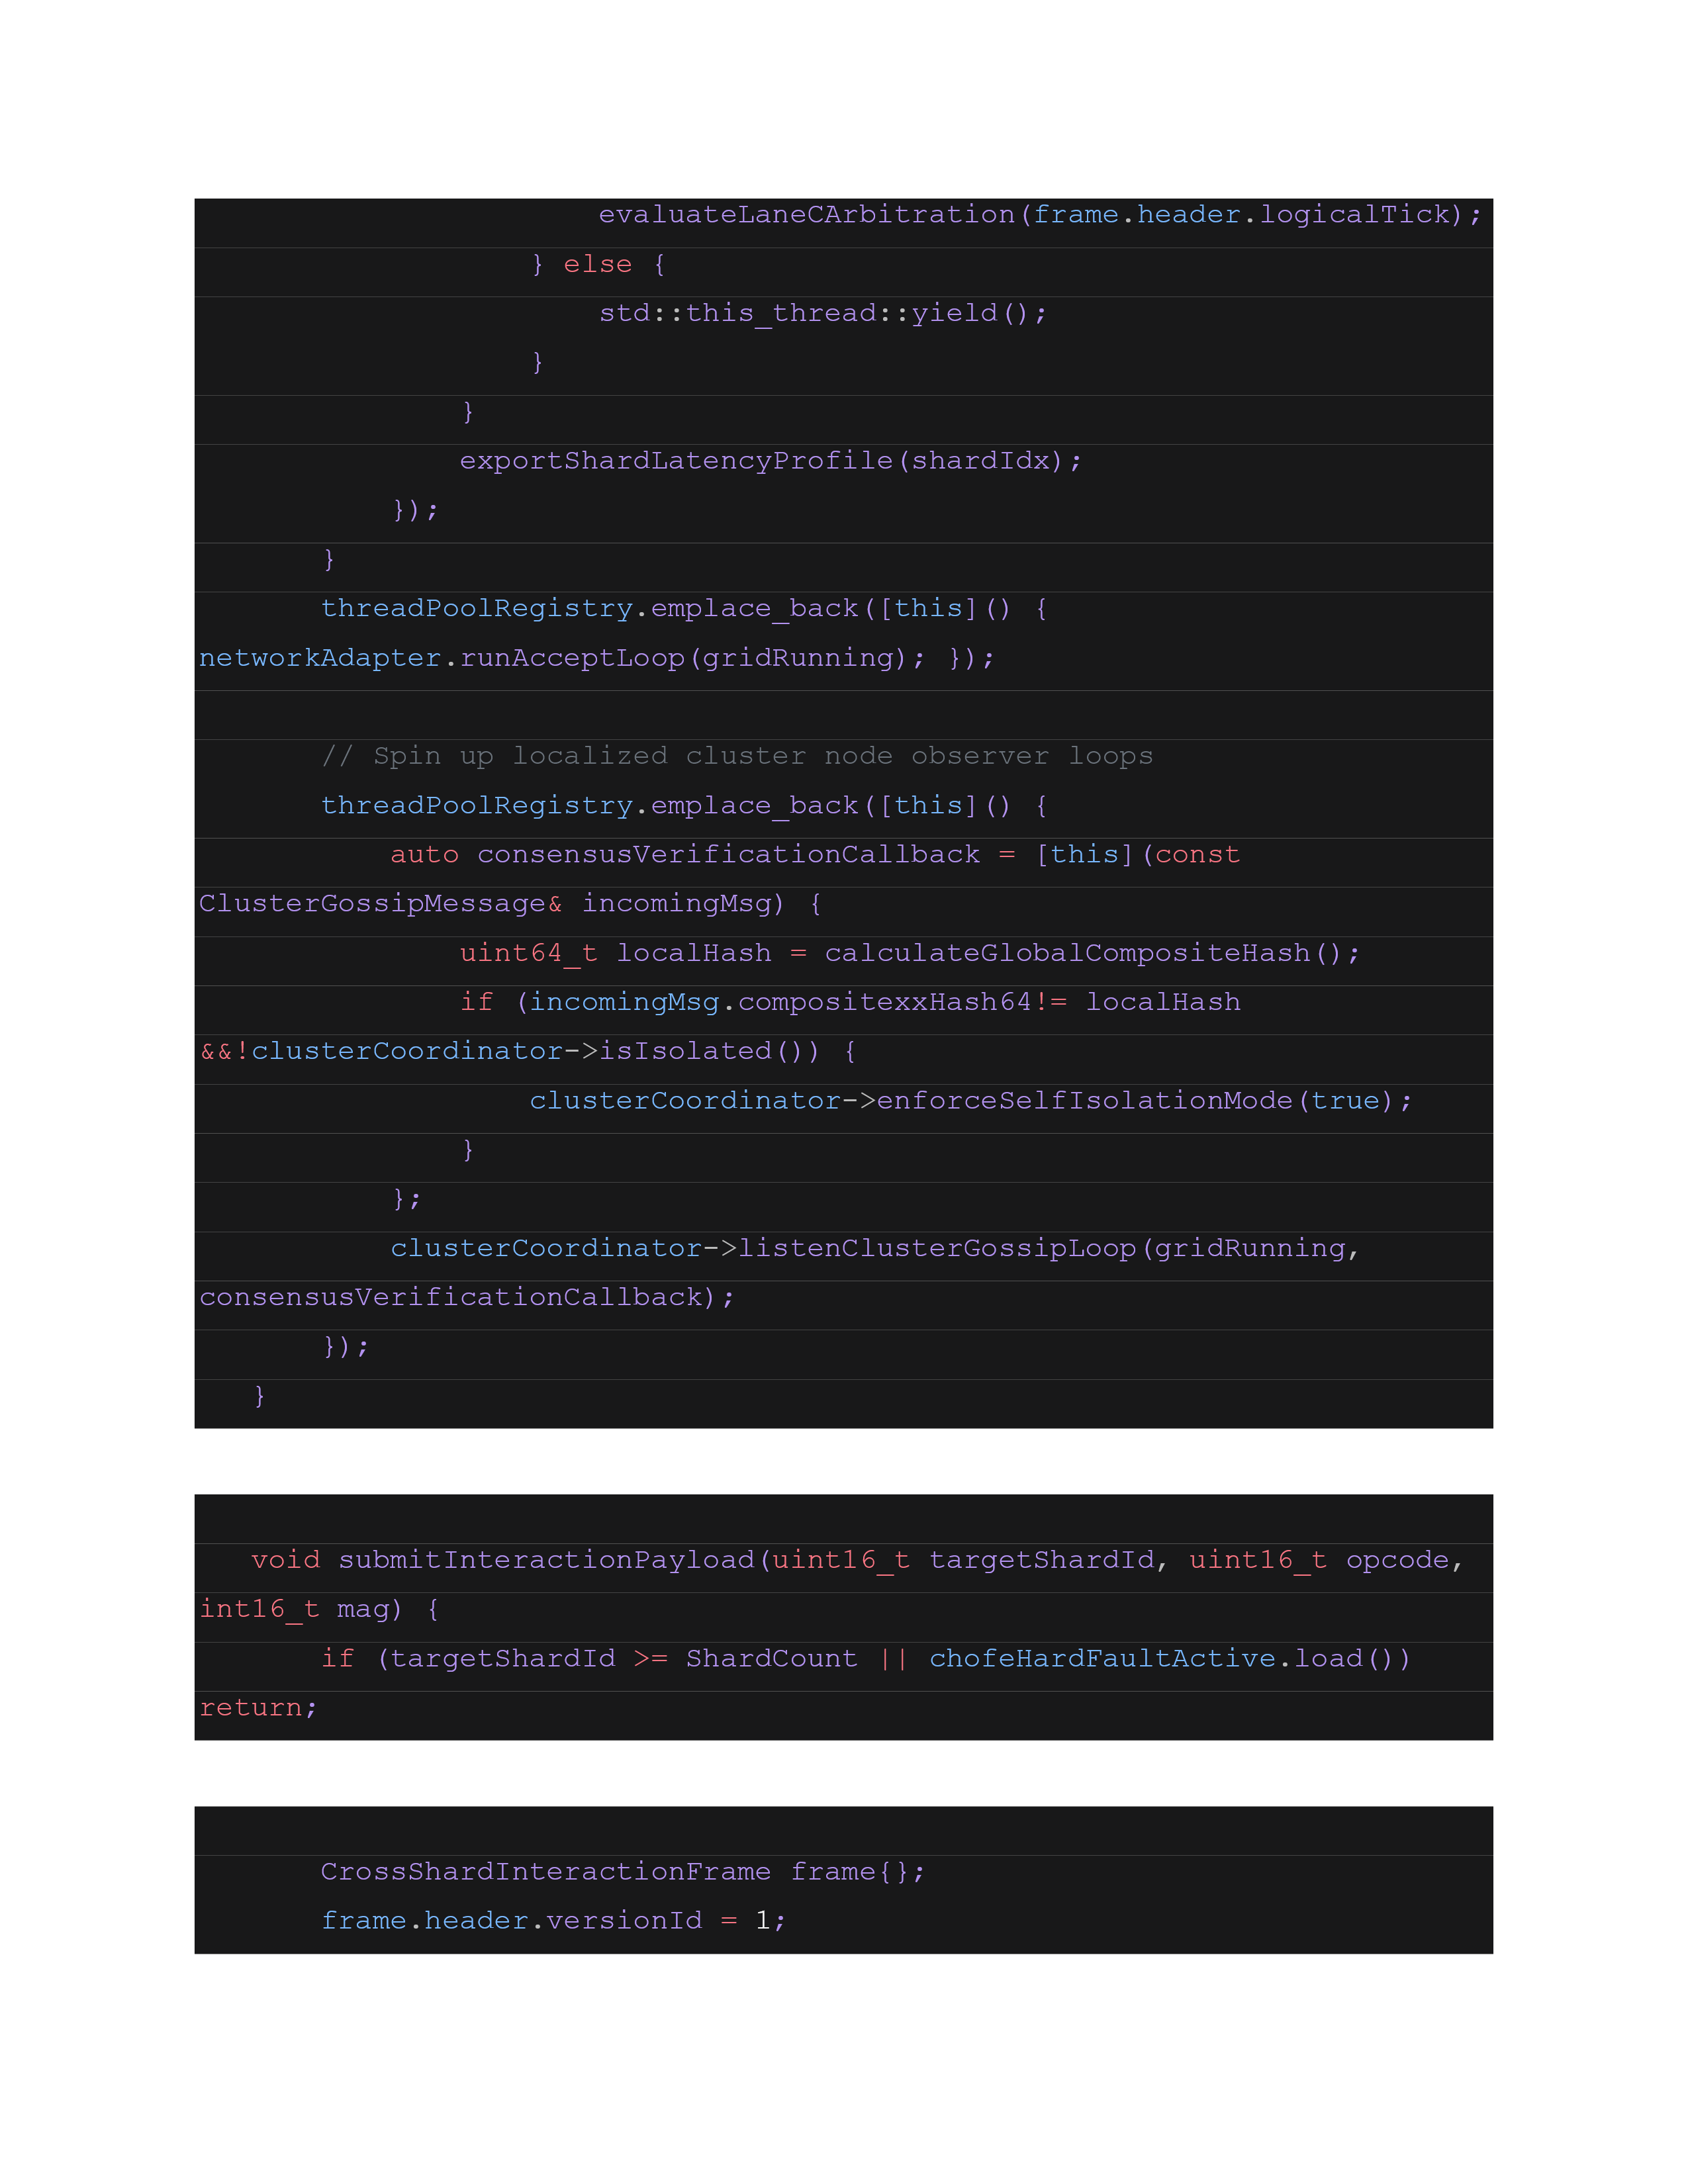 evaluateLaneCArbitration(frame.header.logicalTick);
} else {
std::this_thread::yield();
}
}
exportShardLatencyProfile(shardIdx);
});
}
threadPoolRegistry.emplace_back([this]() {
networkAdapter.runAcceptLoop(gridRunning); });
// Spin up localized cluster node observer loops
threadPoolRegistry.emplace_back([this]() {
auto consensusVerificationCallback = [this](const
ClusterGossipMessage& incomingMsg) {
uint64_t localHash = calculateGlobalCompositeHash();
if (incomingMsg.compositexxHash64!= localHash
&&!clusterCoordinator->isIsolated()) {
clusterCoordinator->enforceSelfIsolationMode(true);
}
};
clusterCoordinator->listenClusterGossipLoop(gridRunning,
consensusVerificationCallback);
});
}
void submitInteractionPayload(uint16_t targetShardId, uint16_t opcode,
int16_t mag) {
if (targetShardId >= ShardCount || chofeHardFaultActive.load())
return;
CrossShardInteractionFrame frame{};
frame.header.versionId = 1;